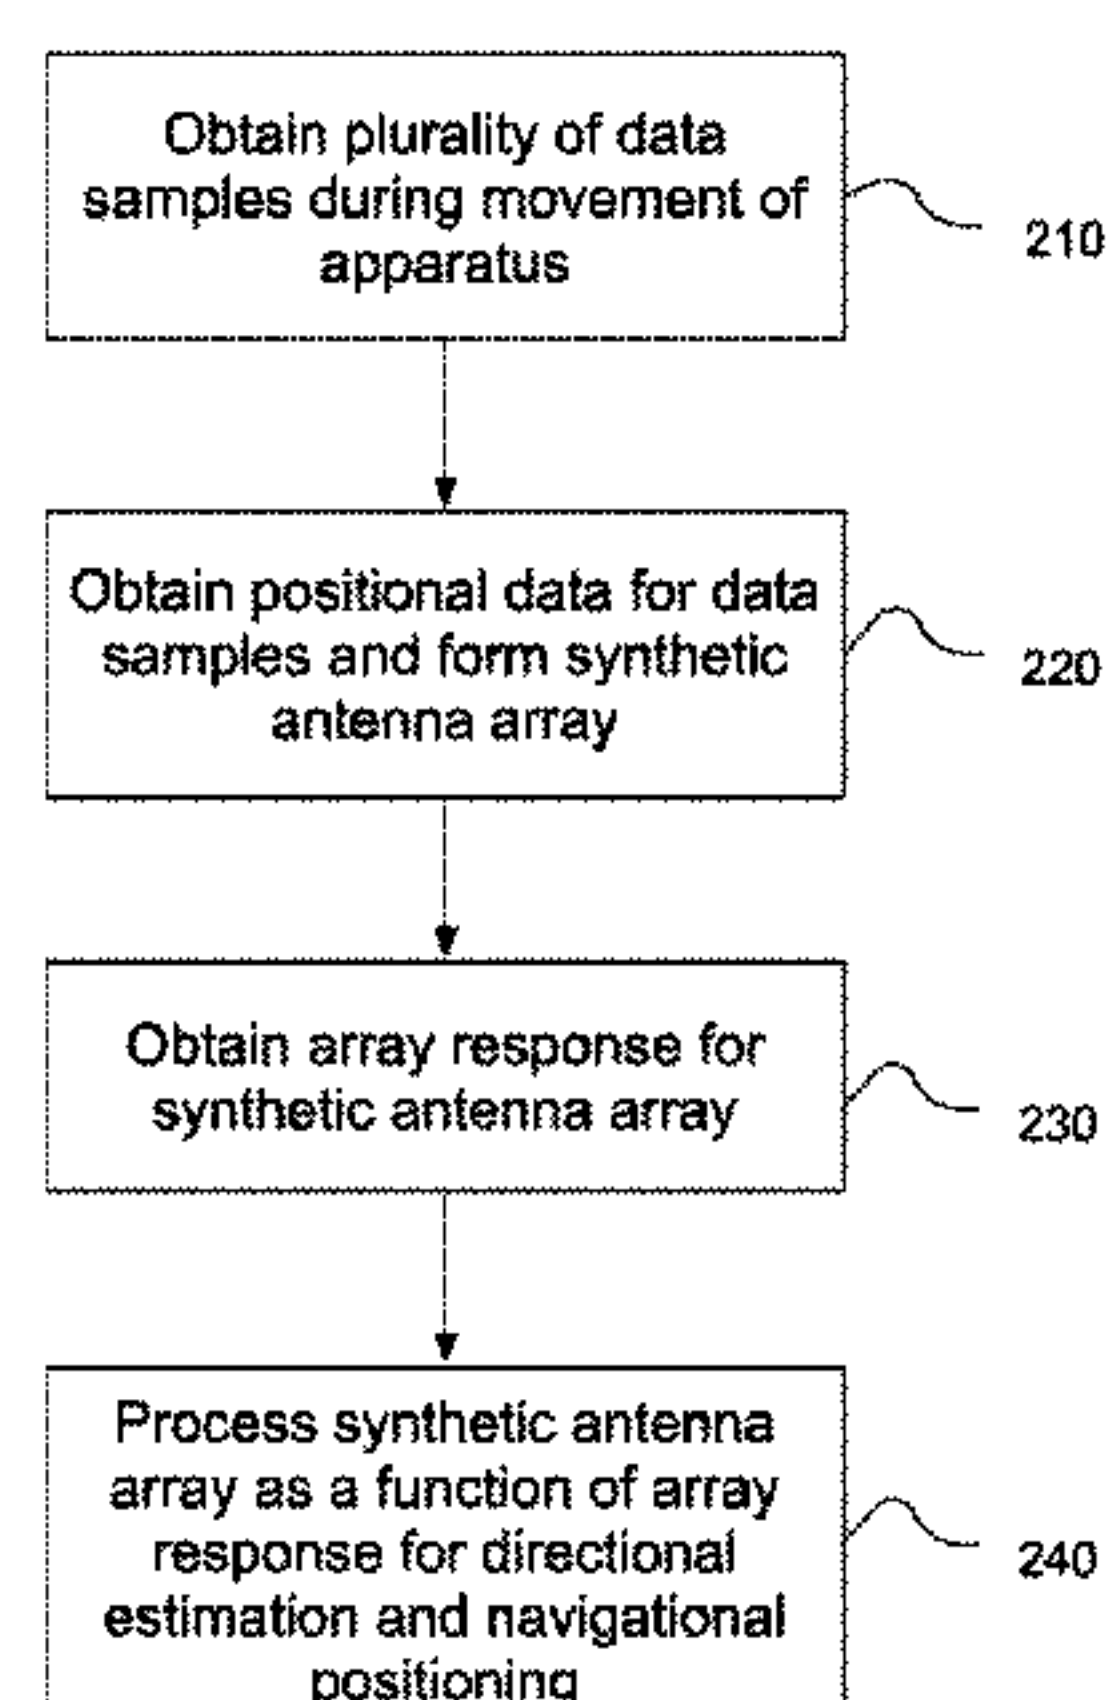 Obtain plurality of data
samples during movement of
apparatus
210
Obtain positional data for data
samples and form synthetic
antenna array
220
Obtain array response for
synthetic antenna array
230
Process synthetic antenna
array as a function of array
response for directional
estimation and navigational
positioning
240